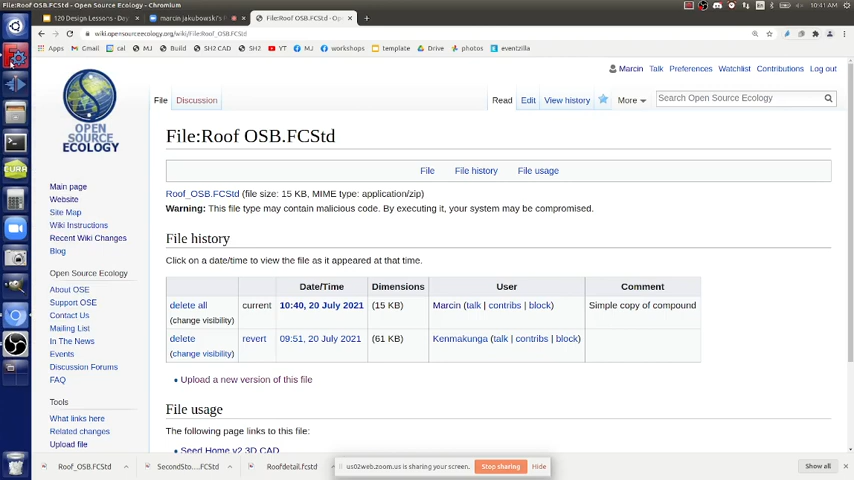 File:Roof OSB.FCStd - Open Source Ecology - Chromium
10:41 AM
120 Design Lessons - Day
marcin jakubowski's
File:Roof OSB.FCStd - Op
wiki.opensourceecology.org/wiki/File:Roof_OSB.FCStd
Apps Gmail cal MJ Build SH2 CAD SH2 YT MJ workshops template Drive photos eventzilla
Marcin Talk Preferences Watchlist Contributions Log out
File Discussion Read Edit View history More Search Open Source Ecology
OPEN SOURCE
ECOLOGY
File:Roof OSB.FCStd
File File history File usage
Roof_OSB.FCStd (file size: 15 KB, MIME type: application/zip)
Warning: This file type may contain malicious code. By executing it, your system may be compromised.
File history
Click on a date/time to view the file as it appeared at that time.
Date/Time Dimensions User Comment
delete all current 10:40, 20 July 2021 (15 KB) Marcin (talk | contribs | block) Simple copy of compound
(change visibility)
delete revert 09:51, 20 July 2021 (61 KB) Kenmakunga (talk | contribs | block)
(change visibility)
Upload a new version of this file
File usage
The following page links to this file:
Seed Home v2 3D CAD
Main page
Website
Site Map
Wiki Instructions
Recent Wiki Changes
Blog
Open Source Ecology
About OSE
Support OSE
Contact Us
Mailing List
In The News
Events
Discussion Forums
FAQ
Tools
What links here
Related changes
Upload file
CURA
Roof_OSB.FCStd
SecondSto....FCStd
Roofdetail.fcstd
us02web.zoom.us is sharing your screen.
Stop sharing
Hide
Show all